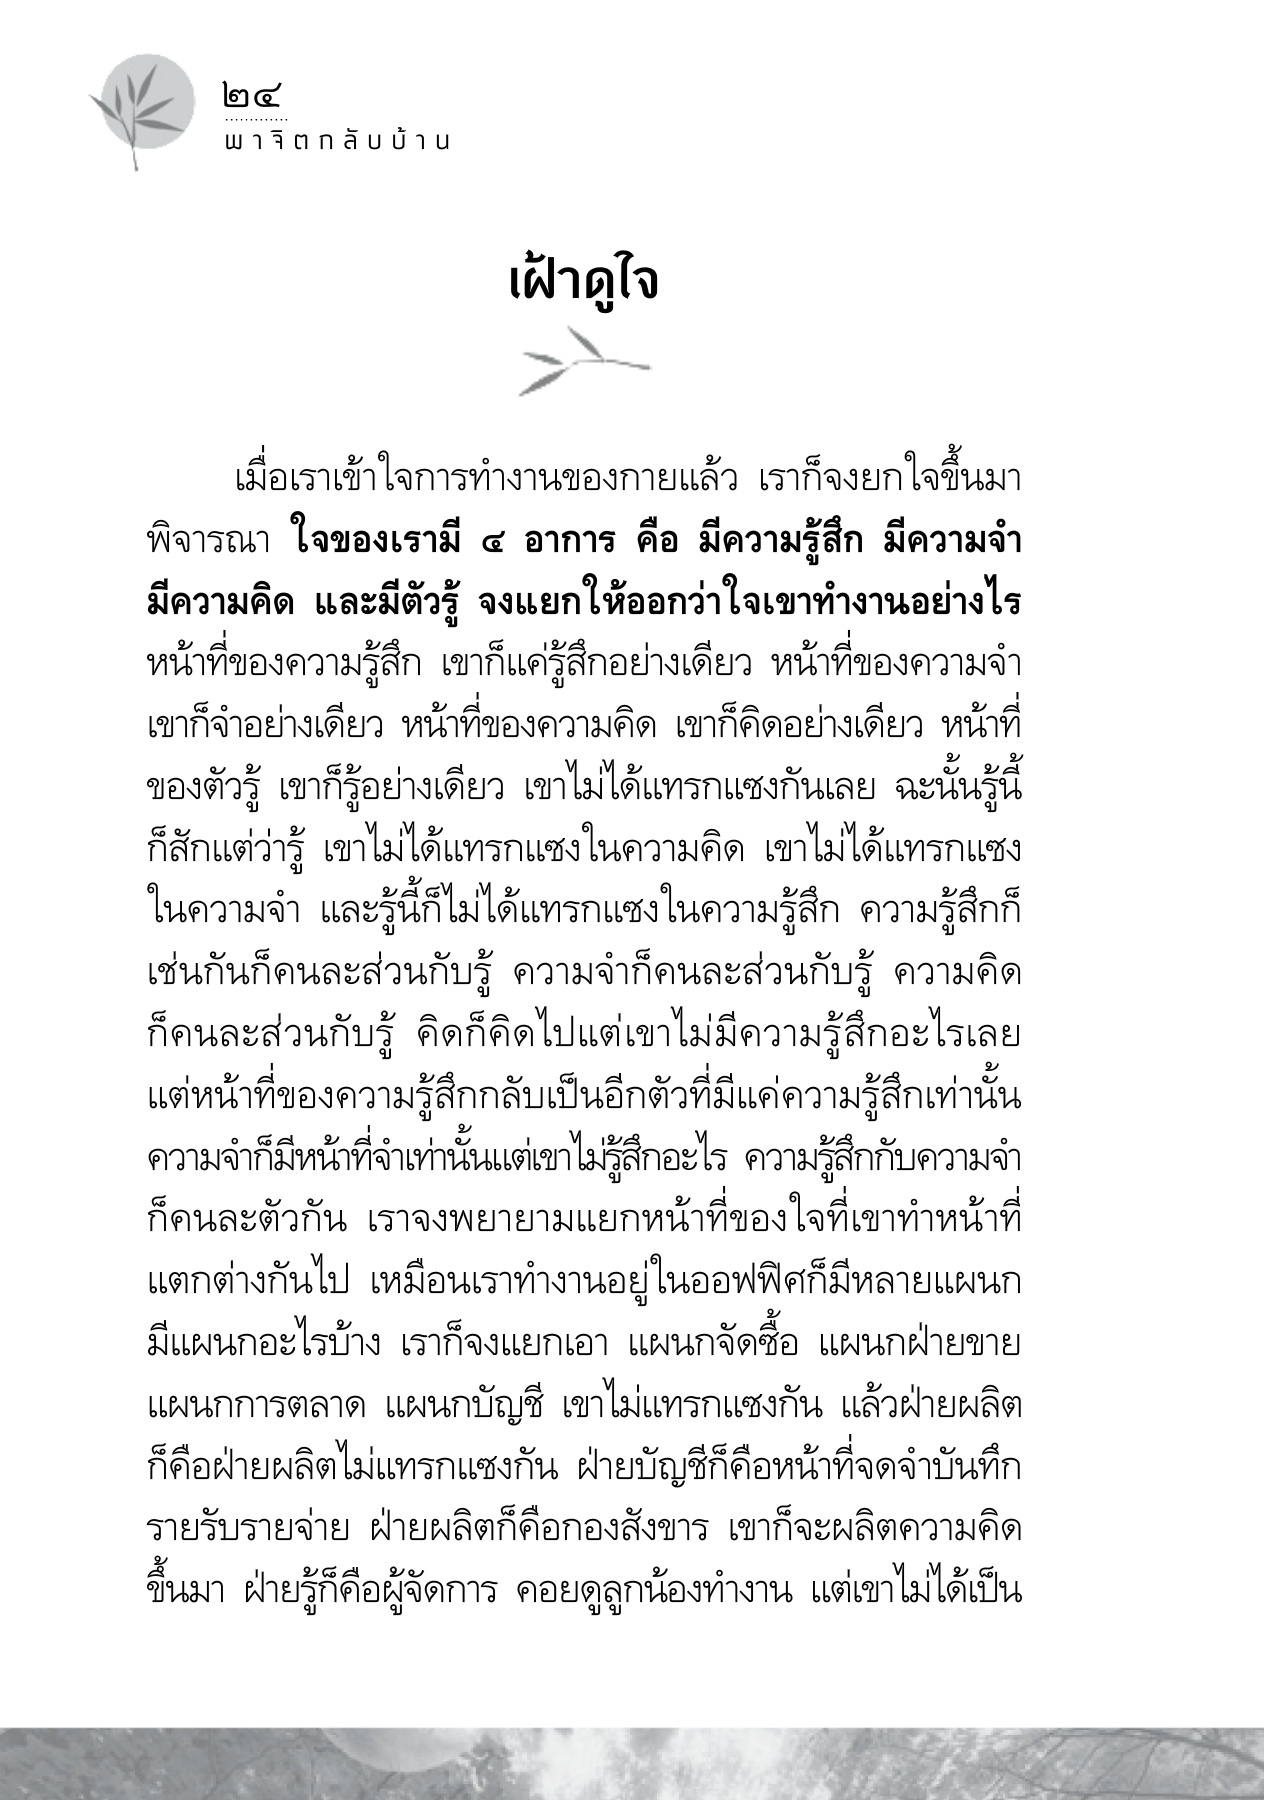 ๒๔
พาจิตกลับบ้าน
เฝ้าดูใจ
เมื่อเราเข้าใจการทำงานของกายแล้ว เราก็จงยกใจขึ้นมา
พิจารณา ใจของเรามี ๔ อาการ คือ มีความรู้สึก มีความจำ
มีความคิด และมีตัวรู้ จงแยกให้ออกว่าใจเขาทำงานอย่างไร
หน้าที่ของความรู้สึก เขาก็แค่รู้สึกอย่างเดียว หน้าที่ของความจำ
เขาก็จำอย่างเดียว หน้าที่ของความคิด เขาก็คิดอย่างเดียว หน้าที่
ของตัวรู้ เขาก็รู้อย่างเดียว เขาไม่ได้แทรกแซงกันเลย ฉะนั้นรู้นี้
ก็สักแต่ว่ารู้ เขาไม่ได้แทรกแซงในความคิด เขาไม่ได้แทรกแซง
ในความจำ และรู้นี้ก็ไม่ได้แทรกแซงในความรู้สึก ความรู้สึกก็
เช่นกันก็คนละส่วนกับรู้ ความจำก็คนละส่วนกับรู้ ความคิด
ก็คนละส่วนกับรู้ คิดก็คิดไปแต่เขาไม่มีความรู้สึกอะไรเลย
แต่หน้าที่ของความรู้สึกกลับเป็นอีกตัวที่มีแค่ความรู้สึกเท่านั้น
ความจำก็มีหน้าที่จำเท่านั้นแต่เขาไม่รู้สึกอะไร ความรู้สึกกับความจำ
ก็คนละตัวกัน เราจงพยายามแยกหน้าที่ของใจที่เขาทำหน้าที่
แตกต่างกันไป เหมือนเราทำงานอยู่ในออฟฟิศก็มีหลายแผนก
มีแผนกอะไรบ้าง เราก็จงแยกเอา แผนกจัดซื้อ แผนกฝ่ายขาย
แผนกการตลาด แผนกบัญชี เขาไม่แทรกแซงกัน แล้วฝ่ายผลิต
ก็คือฝ่ายผลิตไม่แทรกแซงกัน ฝ่ายบัญชีก็คือหน้าที่จดจำบันทึก
รายรับรายจ่าย ฝ่ายผลิตก็คือกองสังขาร เขาก็จะผลิตความคิด
ขึ้นมา ฝ่ายรู้ก็คือผู้จัดการ คอยดูลูกน้องทำงาน แต่เขาไม่ได้เป็น